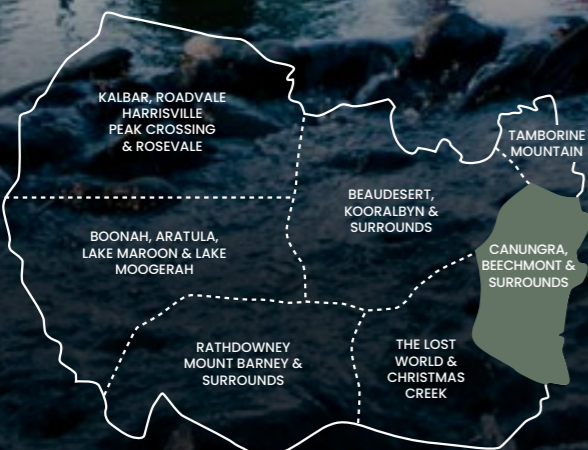 KALBAR, ROADVALE
HARRISVILLE
PEAK CROSSING
& ROSEVALE
TAMBORINE
MOUNTAIN
BEAUDESERT,
KOORALBYN &
SURROUNDS
BOONAH, ARATULA,
LAKE MAROON & LAKE
MOOGERAH
CANUNGRA,
BEECHMONT &
SURROUNDS
RATHDOWNEY
MOUNT BARNEY &
SURROUNDS
THE LOST
WORLD &
CHRISTMAS
CREEK